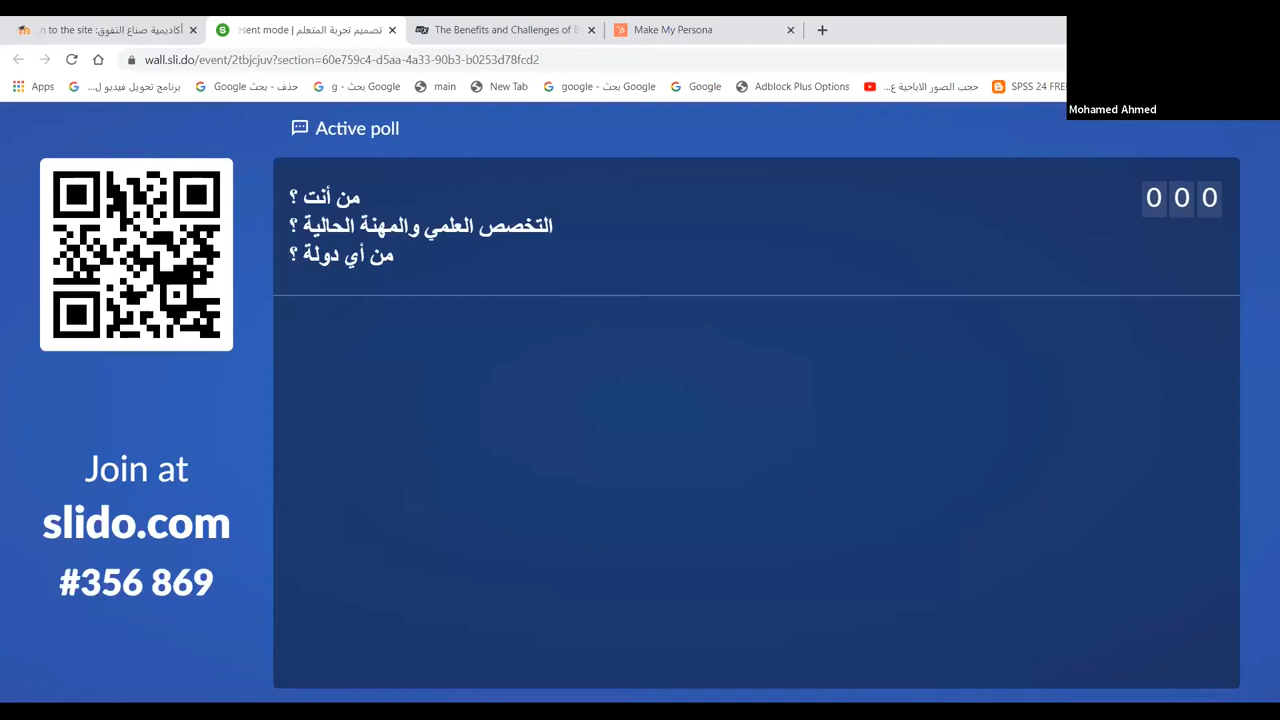 أكاديمية صناع التفوق: n to the site
esent mode | تصميم تجربة المتعلم
The Benefits and Challenges of B
Make My Persona
wall.sli.do/event/2tbjcjuv?section=60e759c4-d5aa-4a33-90b3-b0253d78fcd2
Apps
برنامج تحويل فيديو ل...
حذف - بحث Google
g - بحث Google
main
New Tab
google - بحث Google
Google
Adblock Plus Options
حجب الصور الاباحية ع...
SPSS 24 FRE
Mohamed Ahmed
Active poll
من أنت ؟
التخصص العلمي والمهنة الحالية ؟
من أي دولة ؟
0 0 0
Join at
slido.com
#356 869